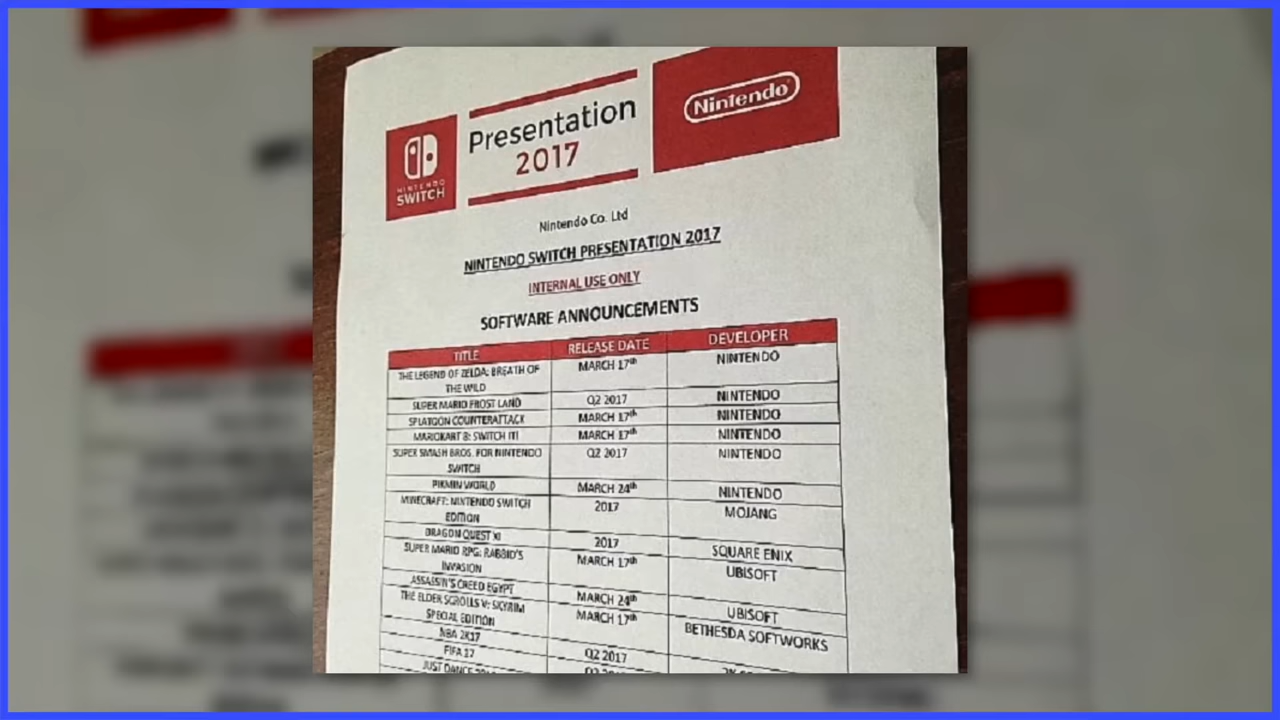 NINTENDO
SWITCH
Presentation
2017
Nintendo
Nintendo Co. Ltd
NINTENDO SWITCH PRESENTATION 2017
INTERNAL USE ONLY
SOFTWARE ANNOUNCEMENTS
TITLE RELEASE DATE DEVELOPER
THE LEGEND OF ZELDA: BREATH OF MARCH 17th NINTENDO
THE WILD
SUPER MARIO FROST LAND Q2 2017 NINTENDO
SPLATOON COUNTERATTACK MARCH 17th NINTENDO
MARIOKART 8: SWITCH IT! MARCH 17th NINTENDO
SUPER SMASH BROS. FOR NINTENDO Q2 2017 NINTENDO
SWITCH
PIKMIN WORLD MARCH 24th NINTENDO
MINECRAFT: NINTENDO SWITCH 2017 MOJANG
EDITION
DRAGON QUEST XI 2017 SQUARE ENIX
SUPER MARIO RPG: RABBID'S MARCH 17th UBISOFT
INVASION
ASSASSIN'S CREED EGYPT MARCH 24th UBISOFT
THE ELDER SCROLLS V: SKYRIM MARCH 17th BETHESDA SOFTWORKS
SPECIAL EDITION
NBA 2K17 Q2 2017
FIFA 17
JUST DANCE